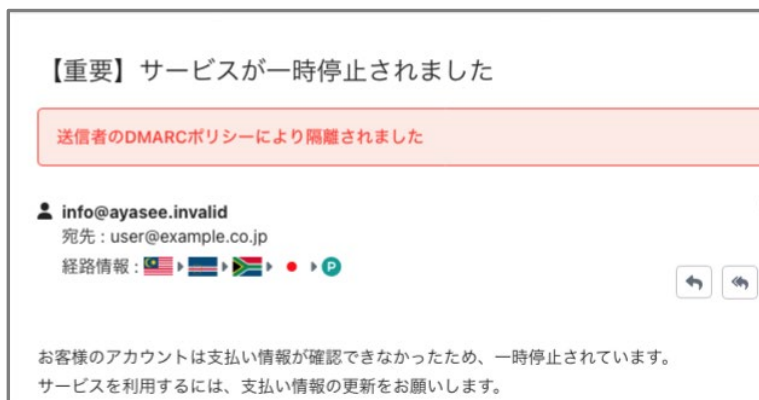 【重要】サービスが一時停止されました
送信者のDMARCポリシーにより隔離されました
info@ayasee.invalid
宛先 : user@example.co.jp
経路情報 : P
お客様のアカウントは支払い情報が確認できなかったため、一時停止されています。
サービスを利用するには、支払い情報の更新をお願いします。